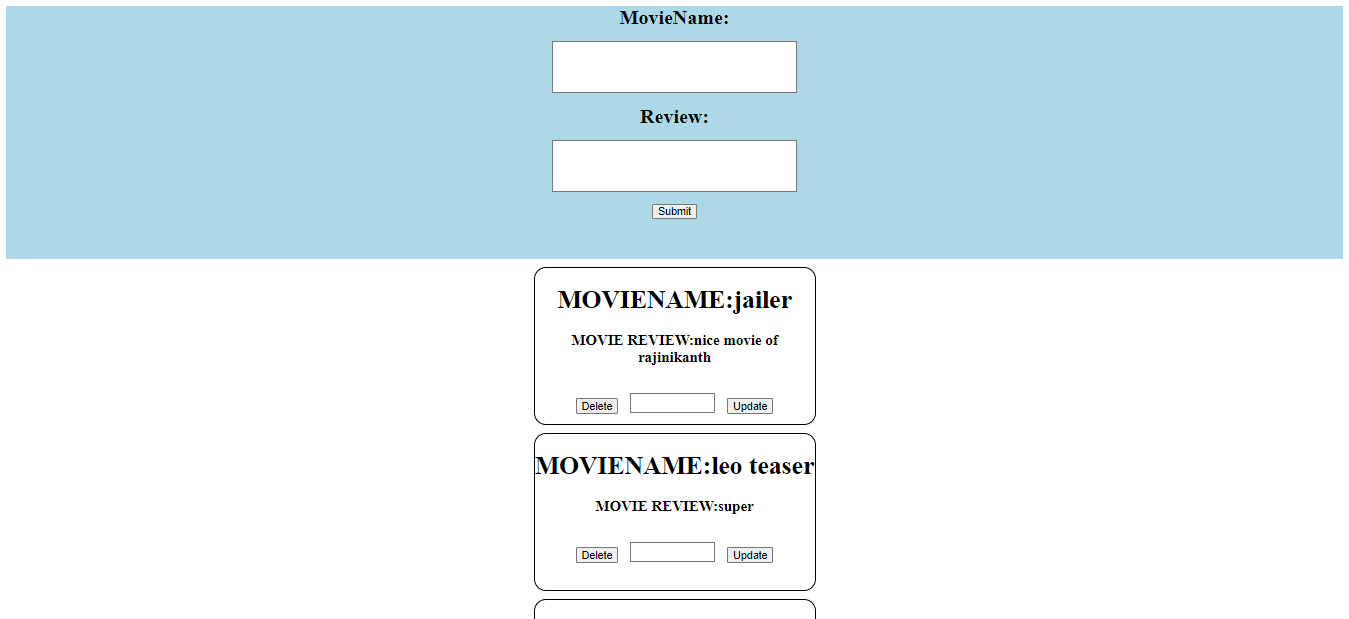 MovieName:
Review:
Submit
MOVIENAME:jailer
MOVIE REVIEW:nice movie of
rajinikanth
Delete Update
MOVIENAME:leo teaser
MOVIE REVIEW:super
Delete Update